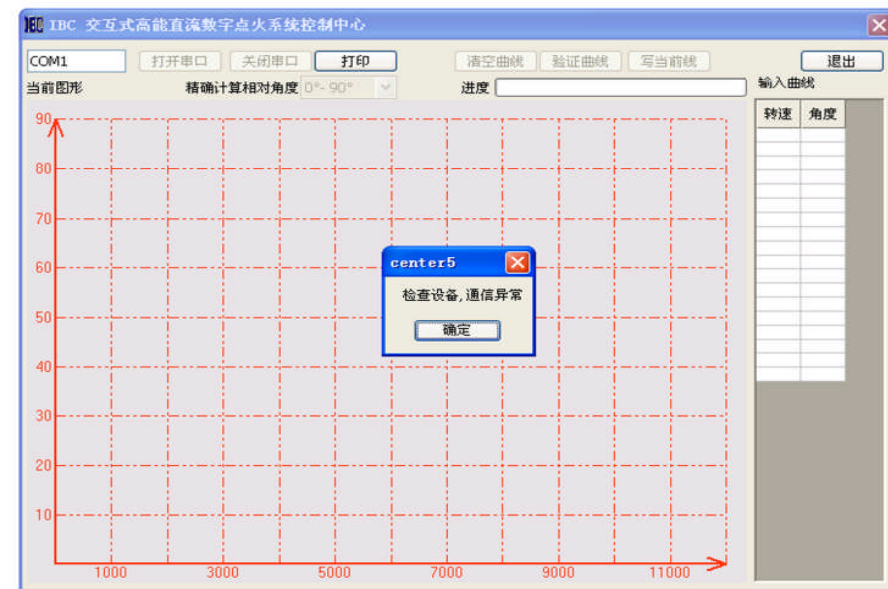 IBC IBC 交互式高能直流数字点火系统控制中心
COM1 打开串口 关闭串口 打印 清空曲线 验证曲线 写当前线 退出
当前图形 精确计算相对角度 0°- 90° 进度 输入曲线
转速 角度
90
80
70
60
50
40
30
20
10
center5
检查设备,通信异常
确定
1000 3000 5000 7000 9000 11000